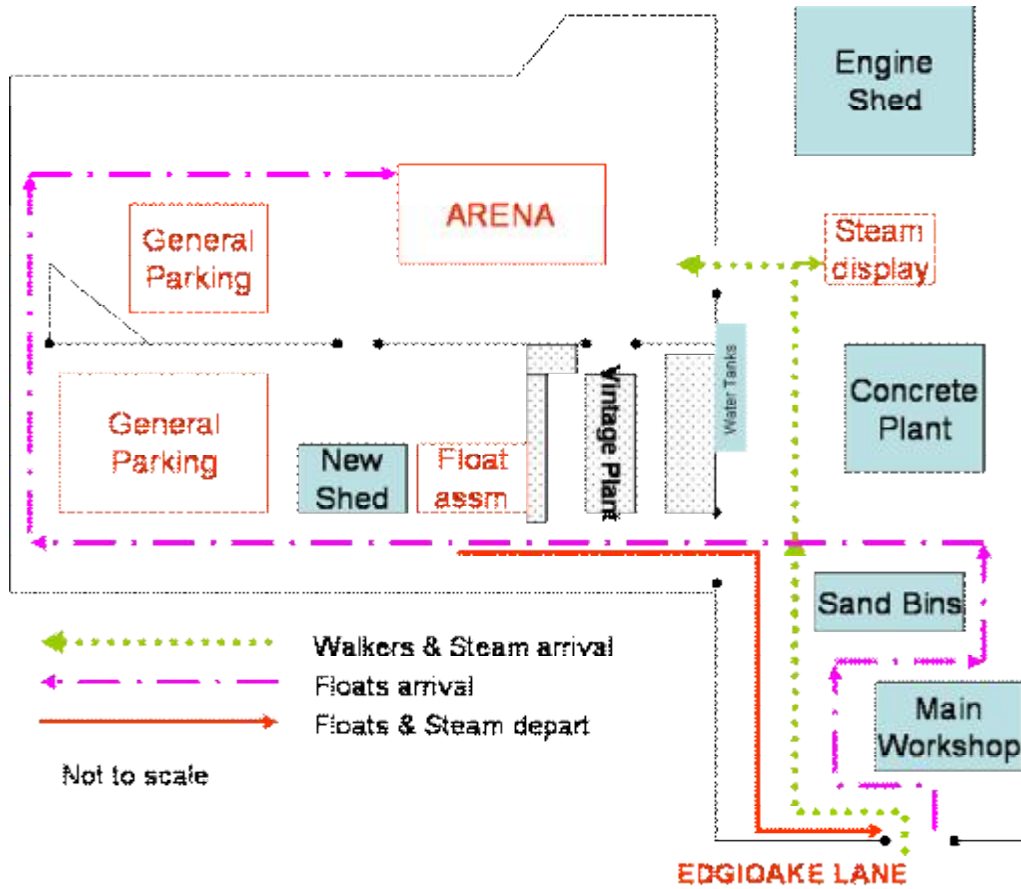 Engine
Shed
ARENA
General
Parking
Steam
display
General
Parking
New
Shed
Float
assm
Vintage Plant
Water Tanks
Concrete
Plant
Sand Bins
Main
Workshop
Walkers & Steam arrival
Floats arrival
Floats & Steam depart
Not to scale
EDGIOAKE LANE